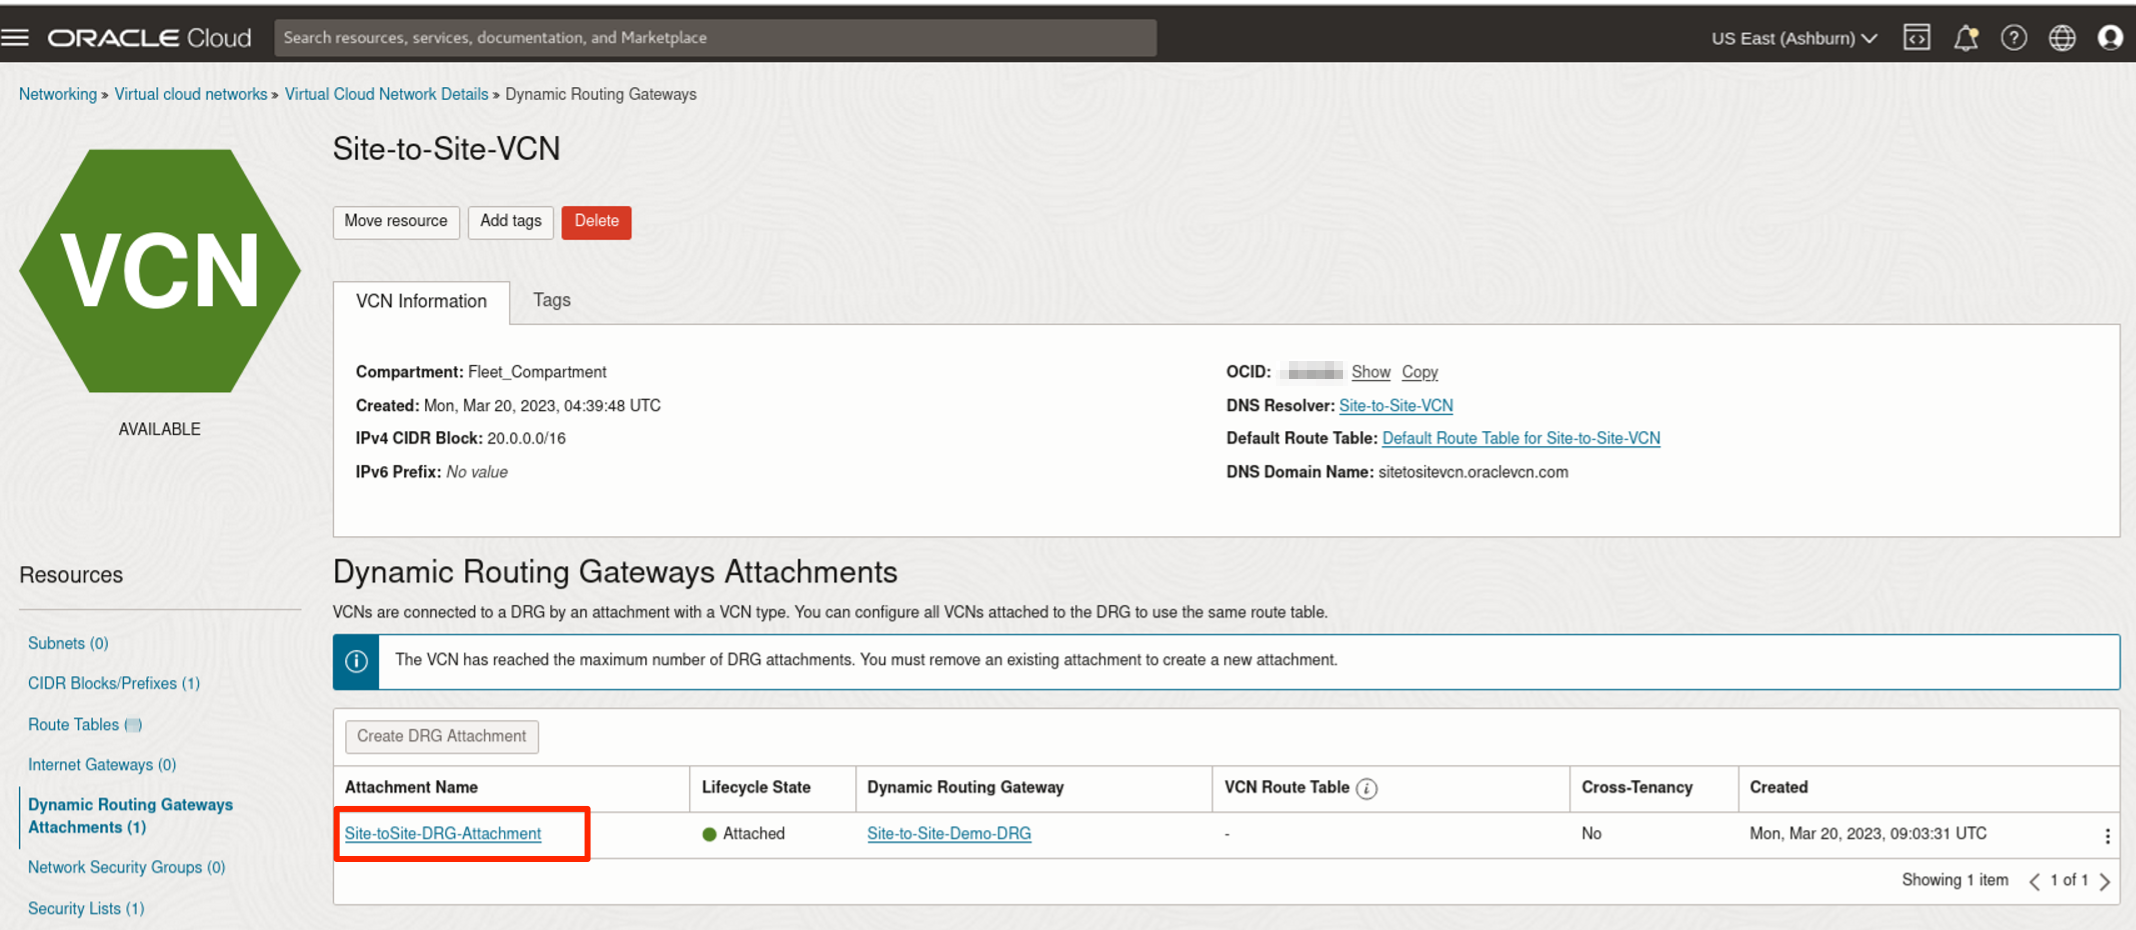 ORACLE Cloud
Search resources, services, documentation, and Marketplace
US East (Ashburn)
Networking » Virtual cloud networks » Virtual Cloud Network Details » Dynamic Routing Gateways
VCN
AVAILABLE
Site-to-Site-VCN
Move resource Add tags Delete
VCN Information Tags
Compartment: Fleet_Compartment
Created: Mon, Mar 20, 2023, 04:39:48 UTC
IPv4 CIDR Block: 20.0.0.0/16
IPv6 Prefix: No value
OCID: Show Copy
DNS Resolver: Site-to-Site-VCN
Default Route Table: Default Route Table for Site-to-Site-VCN
DNS Domain Name: sitetositevcn.oraclevcn.com
Resources
Subnets (0)
CIDR Blocks/Prefixes (1)
Route Tables ( )
Internet Gateways (0)
Dynamic Routing Gateways
Attachments (1)
Network Security Groups (0)
Security Lists (1)
Dynamic Routing Gateways Attachments
VCNs are connected to a DRG by an attachment with a VCN type. You can configure all VCNs attached to the DRG to use the same route table.
The VCN has reached the maximum number of DRG attachments. You must remove an existing attachment to create a new attachment.
Create DRG Attachment
Attachment Name Lifecycle State Dynamic Routing Gateway VCN Route Table Cross-Tenancy Created
Site-toSite-DRG-Attachment Attached Site-to-Site-Demo-DRG - No Mon, Mar 20, 2023, 09:03:31 UTC
Showing 1 item < 1 of 1 >